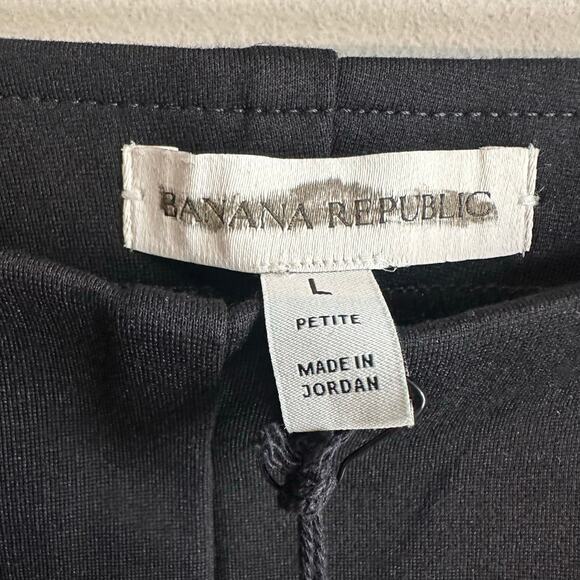 BANANA REPUBLIC
L
PETITE
MADE IN
JORDAN